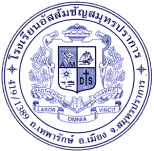 โรงเรียนอัสสัมชัญสมุทรปราการ
419/1389 ถ.เทพารักษ์ อ.เมือง จ.สมุทรปราการ
LABOR OMNIA VINCIT